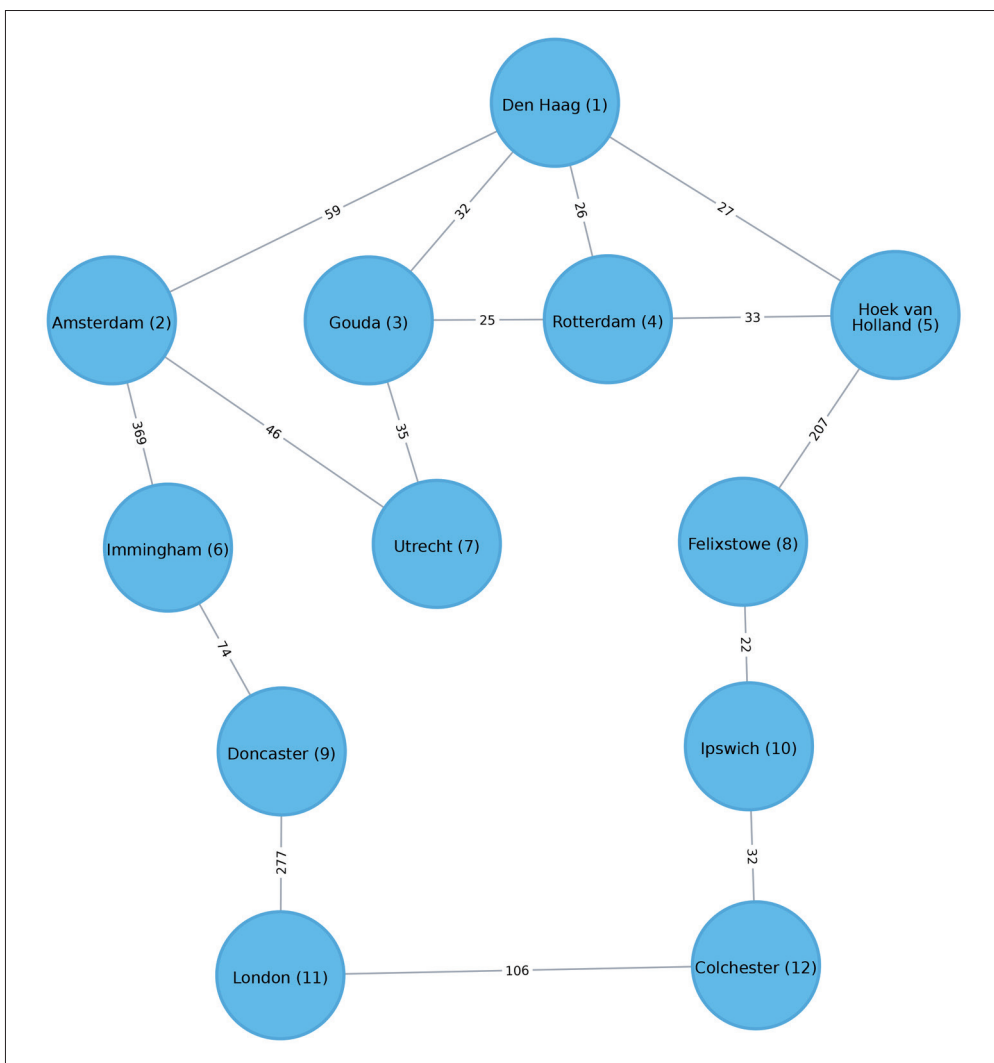 Den Haag (1)
59
32
26
27
Amsterdam (2)
Gouda (3)
25
Rotterdam (4)
33
Hoek van
Holland (5)
369
46
35
207
Immingham (6)
Utrecht (7)
Felixstowe (8)
74
22
Doncaster (9)
Ipswich (10)
277
32
London (11)
106
Colchester (12)